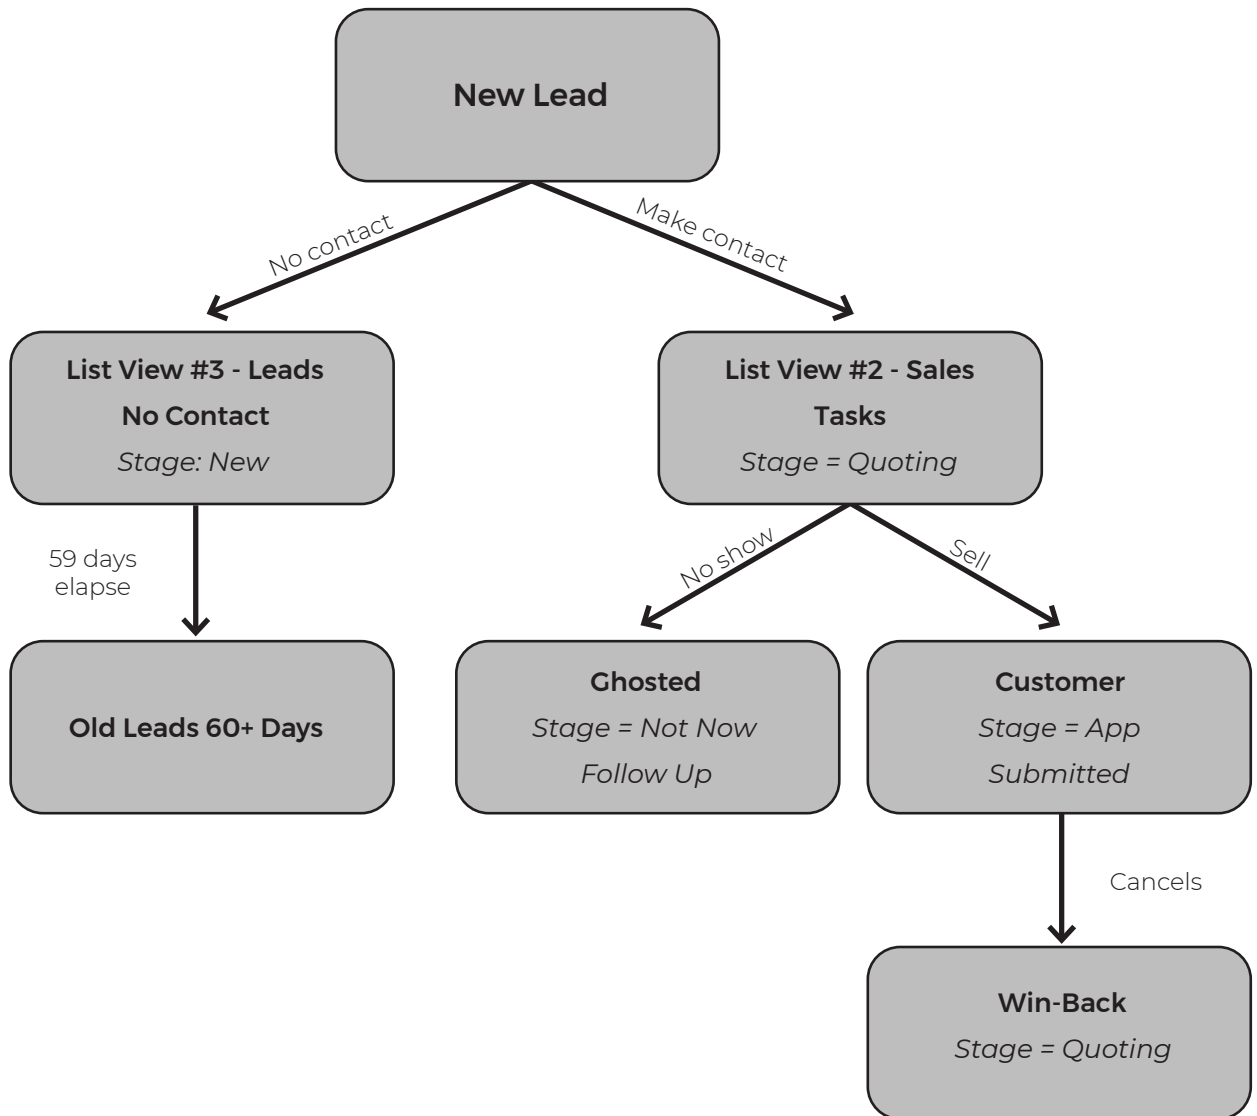 New Lead
No contact
Make contact
List View #3 - Leads
No Contact
Stage: New
List View #2 - Sales
Tasks
Stage = Quoting
59 days
elapse
No show
Sell
Old Leads 60+ Days
Ghosted
Stage = Not Now
Follow Up
Customer
Stage = App
Submitted
Cancels
Win-Back
Stage = Quoting